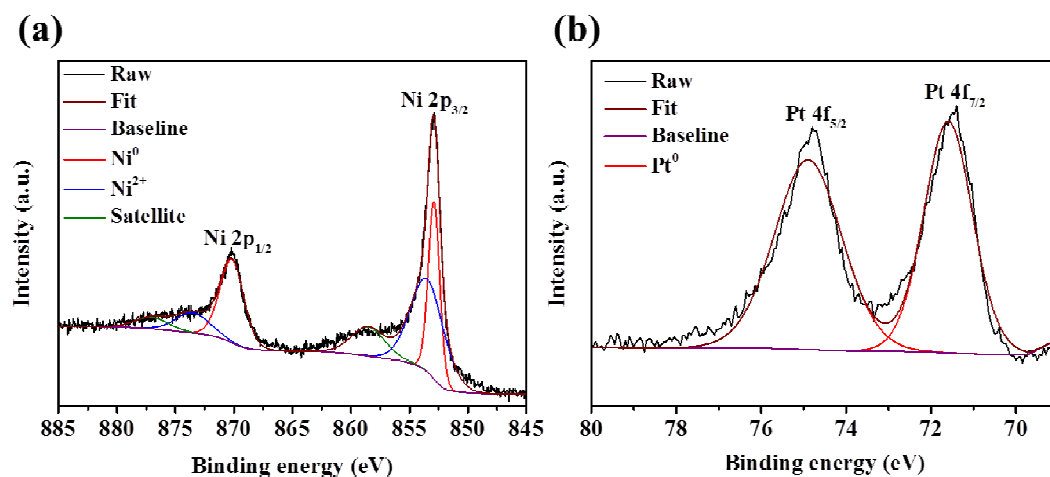 (a)
Raw
Fit
Baseline
Ni⁰
Ni²⁺
Satellite
Ni 2p₁/₂
Ni 2p₃/₂
Intensity (a.u.)
885 880 875 870 865 860 855 850 845
Binding energy (eV)
(b)
Raw
Fit
Baseline
Pt⁰
Pt 4f₅/₂
Pt 4f₇/₂
Intensity (a.u.)
80 78 76 74 72 70
Binding energy (eV)